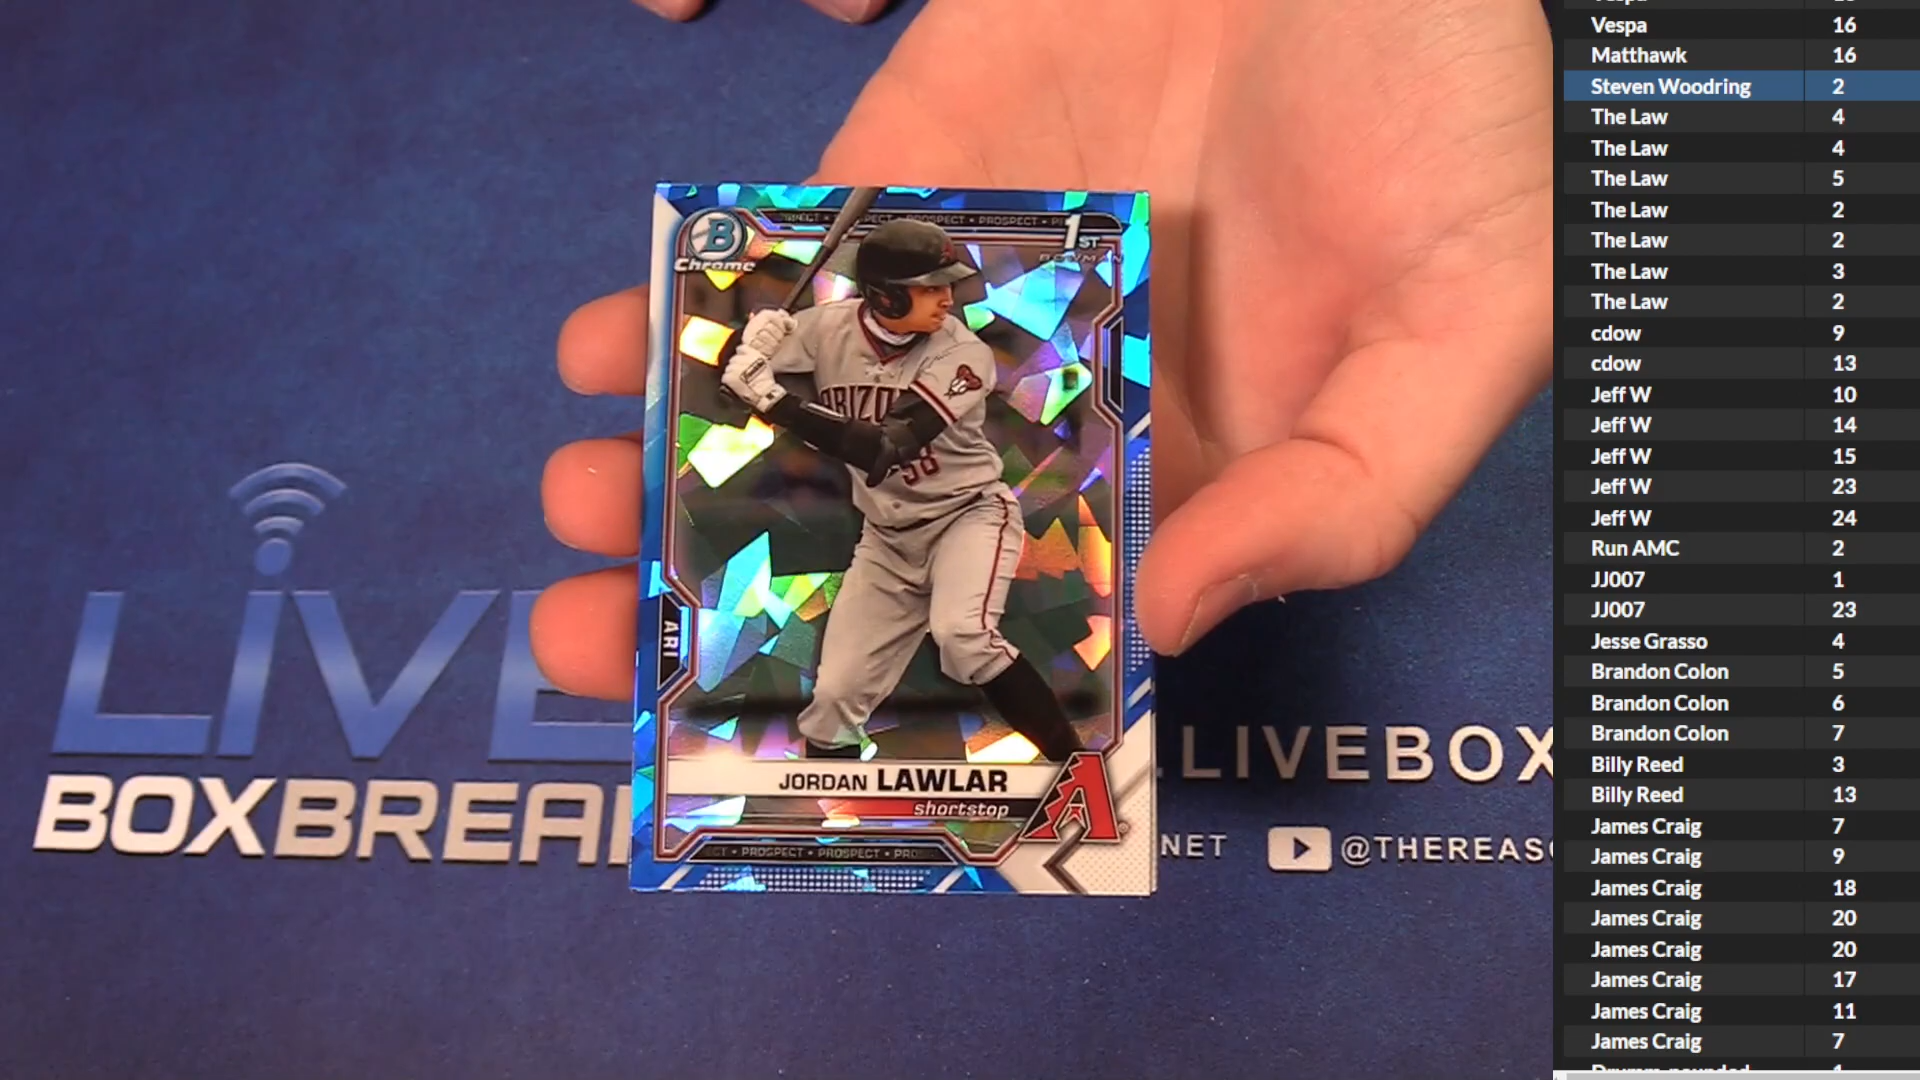 PROSPECT • PROSPECT
B
Chrome
1ST
BOWMAN
ARIZO
58
ARI
JORDAN LAWLAR
shortstop
PROSPECT • PROSPECT
LIVE
BOXBREA
LIVEBOX
NET
@THEREAS
Vespa 16
Matthawk 16
Steven Woodring 2
The Law 4
The Law 4
The Law 5
The Law 2
The Law 2
The Law 3
The Law 2
cdow 9
cdow 13
Jeff W 10
Jeff W 14
Jeff W 15
Jeff W 23
Jeff W 24
Run AMC 2
JJ007 1
JJ007 23
Jesse Grasso 4
Brandon Colon 5
Brandon Colon 6
Brandon Colon 7
Billy Reed 3
Billy Reed 13
James Craig 7
James Craig 9
James Craig 18
James Craig 20
James Craig 20
James Craig 17
James Craig 11
James Craig 7